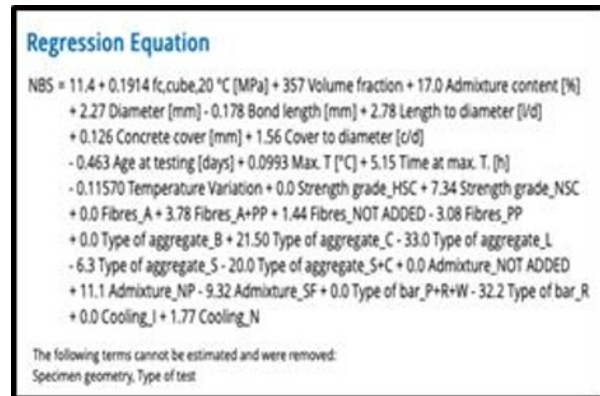 Regression Equation
NBS = 11.4 + 0.1914 fc,cube,20 °C [MPa] + 357 Volume fraction + 17.0 Admixture content [%]
+ 2.27 Diameter [mm] - 0.178 Bond length [mm] + 2.78 Length to diameter [l/d]
+ 0.126 Concrete cover [mm] + 1.56 Cover to diameter [c/d]
- 0.463 Age at testing [days] + 0.0993 Max. T [°C] + 5.15 Time at max. T. [h]
- 0.11570 Temperature Variation + 0.0 Strength grade_HSC + 7.34 Strength grade_NSC
+ 0.0 Fibres_A + 3.78 Fibres_A+PP + 1.44 Fibres_NOT ADDED - 3.08 Fibres_PP
+ 0.0 Type of aggregate_B + 21.50 Type of aggregate_C - 33.0 Type of aggregate_L
- 6.3 Type of aggregate_S - 20.0 Type of aggregate_S+C + 0.0 Admixture_NOT ADDED
+ 11.1 Admixture_NP - 9.32 Admixture_SF + 0.0 Type of bar_P+R+W - 32.2 Type of bar_R
+ 0.0 Cooling_I + 1.77 Cooling_N
The following terms cannot be estimated and were removed:
Specimen geometry, Type of test